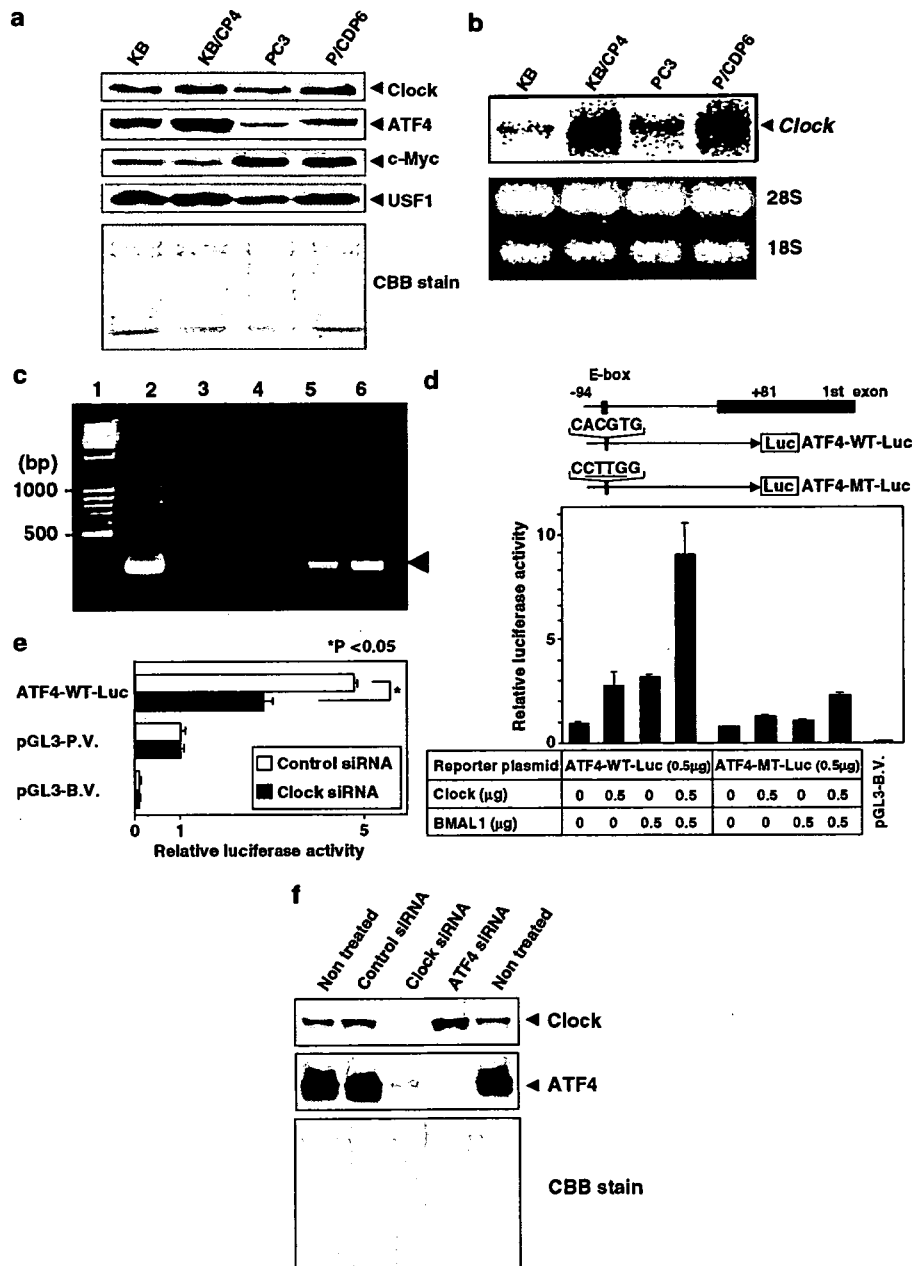 a
KB
KB/CP4
PC3
P/CDP6
Clock
ATF4
c-Myc
USF1
CBB stain
b
KB
KB/CP4
PC3
P/CDP6
Clock
28S
18S
c
1 2 3 4 5 6
(bp)
1000
500
d
E-box
-94 +81 1st exon
CACGTG
Luc ATF4-WT-Luc
CCTTGG
Luc ATF4-MT-Luc
Relative luciferase activity
10
5
0
Reporter plasmid ATF4-WT-Luc (0.5μg) ATF4-MT-Luc (0.5μg)
Clock (μg) 0 0.5 0 0.5 0 0.5 0 0.5
BMAL1 (μg) 0 0 0.5 0.5 0 0 0.5 0.5
pGL3-B.V.
e
*P <0.05
ATF4-WT-Luc
*
pGL3-P.V.
pGL3-B.V.
Control siRNA
Clock siRNA
0 1 5
Relative luciferase activity
f
Non treated
Control siRNA
Clock siRNA
ATF4 siRNA
Non treated
Clock
ATF4
CBB stain